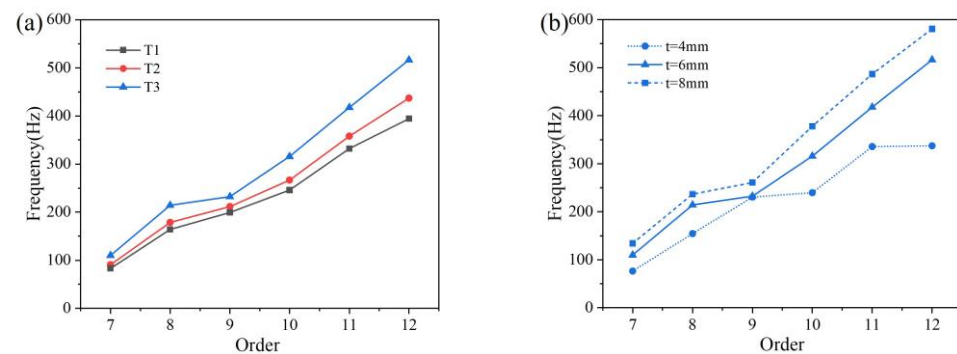 (a)
Frequency(Hz)
600
500
400
300
200
100
0
T1
T2
T3
7 8 9 10 11 12
Order
(b)
Frequency(Hz)
600
500
400
300
200
100
0
t=4mm
t=6mm
t=8mm
7 8 9 10 11 12
Order